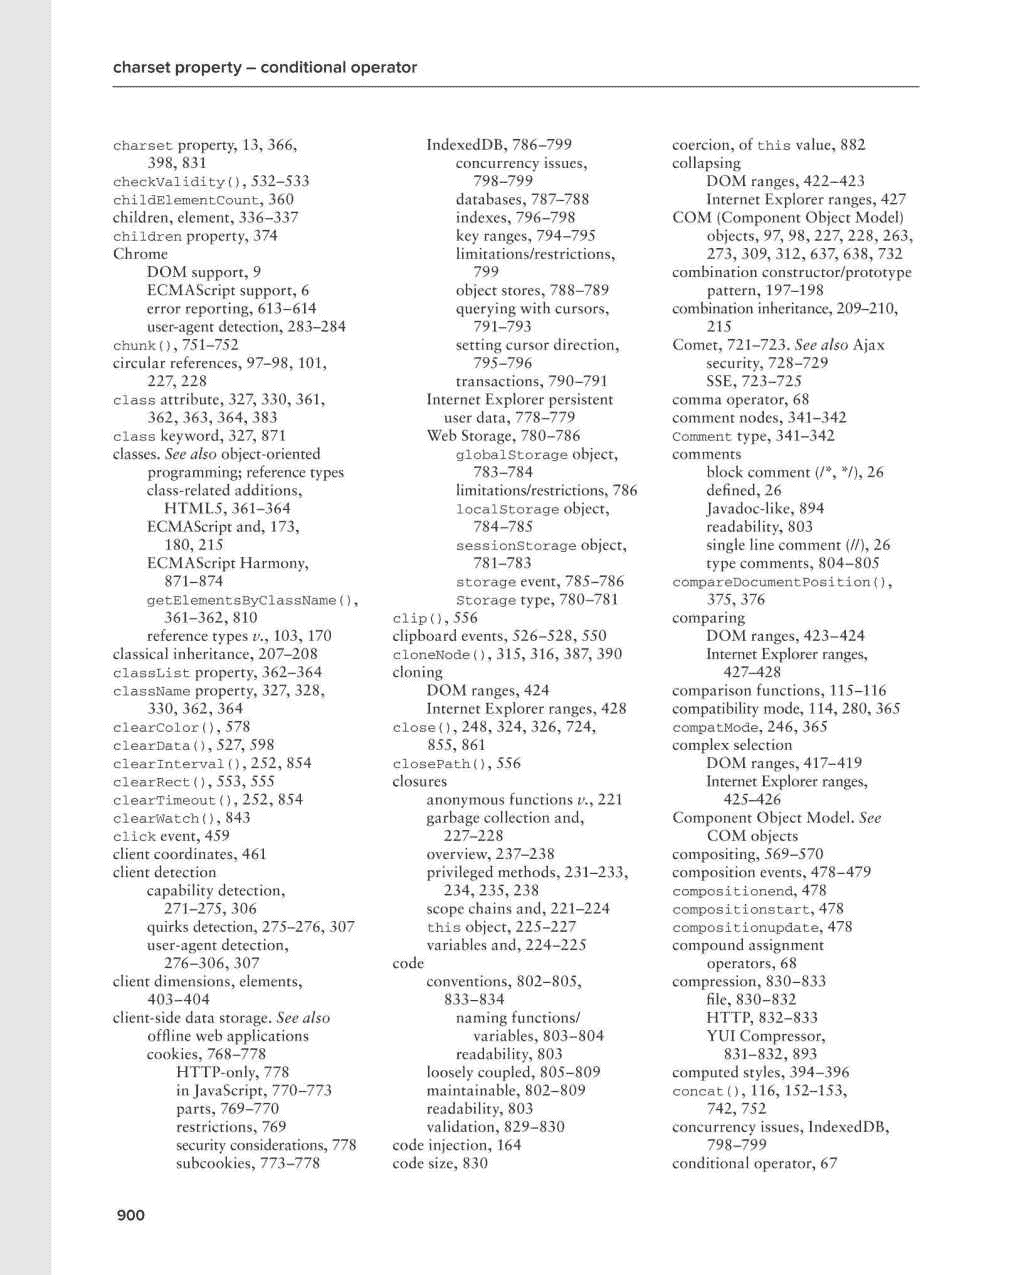 charset property – conditional operator
charset property, 13, 366,
398, 831
checkValidity(), 532–533
childElementCount, 360
children, element, 336–337
children property, 374
Chrome
DOM support, 9
ECMAScript support, 6
error reporting, 613–614
user-agent detection, 283–284
chunk(), 751–752
circular references, 97–98, 101,
227, 228
class attribute, 327, 330, 361,
362, 363, 364, 383
class keyword, 327, 871
classes. See also object-oriented
programming; reference types
class-related additions,
HTML5, 361–364
ECMAScript and, 173,
180, 215
ECMAScript Harmony,
871–874
getElementsByClassName(),
361–362, 810
reference types v., 103, 170
classical inheritance, 207–208
classList property, 362–364
className property, 327, 328,
330, 362, 364
clearColor(), 578
clearData(), 527, 598
clearInterval(), 252, 854
clearRect(), 553, 555
clearTimeout(), 252, 854
clearWatch(), 843
click event, 459
client coordinates, 461
client detection
capability detection,
271–275, 306
quirks detection, 275–276, 307
user-agent detection,
276–306, 307
client dimensions, elements,
403–404
client-side data storage. See also
offline web applications
cookies, 768–778
HTTP-only, 778
in JavaScript, 770–773
parts, 769–770
restrictions, 769
security considerations, 778
subcookies, 773–778
IndexedDB, 786–799
concurrency issues,
798–799
databases, 787–788
indexes, 796–798
key ranges, 794–795
limitations/restrictions,
799
object stores, 788–789
querying with cursors,
791–793
setting cursor direction,
795–796
transactions, 790–791
Internet Explorer persistent
user data, 778–779
Web Storage, 780–786
globalStorage object,
783–784
limitations/restrictions, 786
localStorage object,
784–785
sessionStorage object,
781–783
storage event, 785–786
Storage type, 780–781
clip(), 556
clipboard events, 526–528, 550
cloneNode(), 315, 316, 387, 390
cloning
DOM ranges, 424
Internet Explorer ranges, 428
close(), 248, 324, 326, 724,
855, 861
closePath(), 556
closures
anonymous functions v., 221
garbage collection and,
227–228
overview, 237–238
privileged methods, 231–233,
234, 235, 238
scope chains and, 221–224
this object, 225–227
variables and, 224–225
code
conventions, 802–805,
833–834
naming functions/
variables, 803–804
readability, 803
loosely coupled, 805–809
maintainable, 802–809
readability, 803
validation, 829–830
code injection, 164
code size, 830
coercion, of this value, 882
collapsing
DOM ranges, 422–423
Internet Explorer ranges, 427
COM (Component Object Model)
objects, 97, 98, 227, 228, 263,
273, 309, 312, 637, 638, 732
combination constructor/prototype
pattern, 197–198
combination inheritance, 209–210,
215
Comet, 721–723. See also Ajax
security, 728–729
SSE, 723–725
comma operator, 68
comment nodes, 341–342
Comment type, 341–342
comments
block comment (/*, */), 26
defined, 26
Javadoc-like, 894
readability, 803
single line comment (//), 26
type comments, 804–805
compareDocumentPosition(),
375, 376
comparing
DOM ranges, 423–424
Internet Explorer ranges,
427–428
comparison functions, 115–116
compatibility mode, 114, 280, 365
compatMode, 246, 365
complex selection
DOM ranges, 417–419
Internet Explorer ranges,
425–426
Component Object Model. See
COM objects
compositing, 569–570
composition events, 478–479
compositionend, 478
compositionstart, 478
compositionupdate, 478
compound assignment
operators, 68
compression, 830–833
file, 830–832
HTTP, 832–833
YUI Compressor,
831–832, 893
computed styles, 394–396
concat(), 116, 152–153,
742, 752
concurrency issues, IndexedDB,
798–799
conditional operator, 67
900